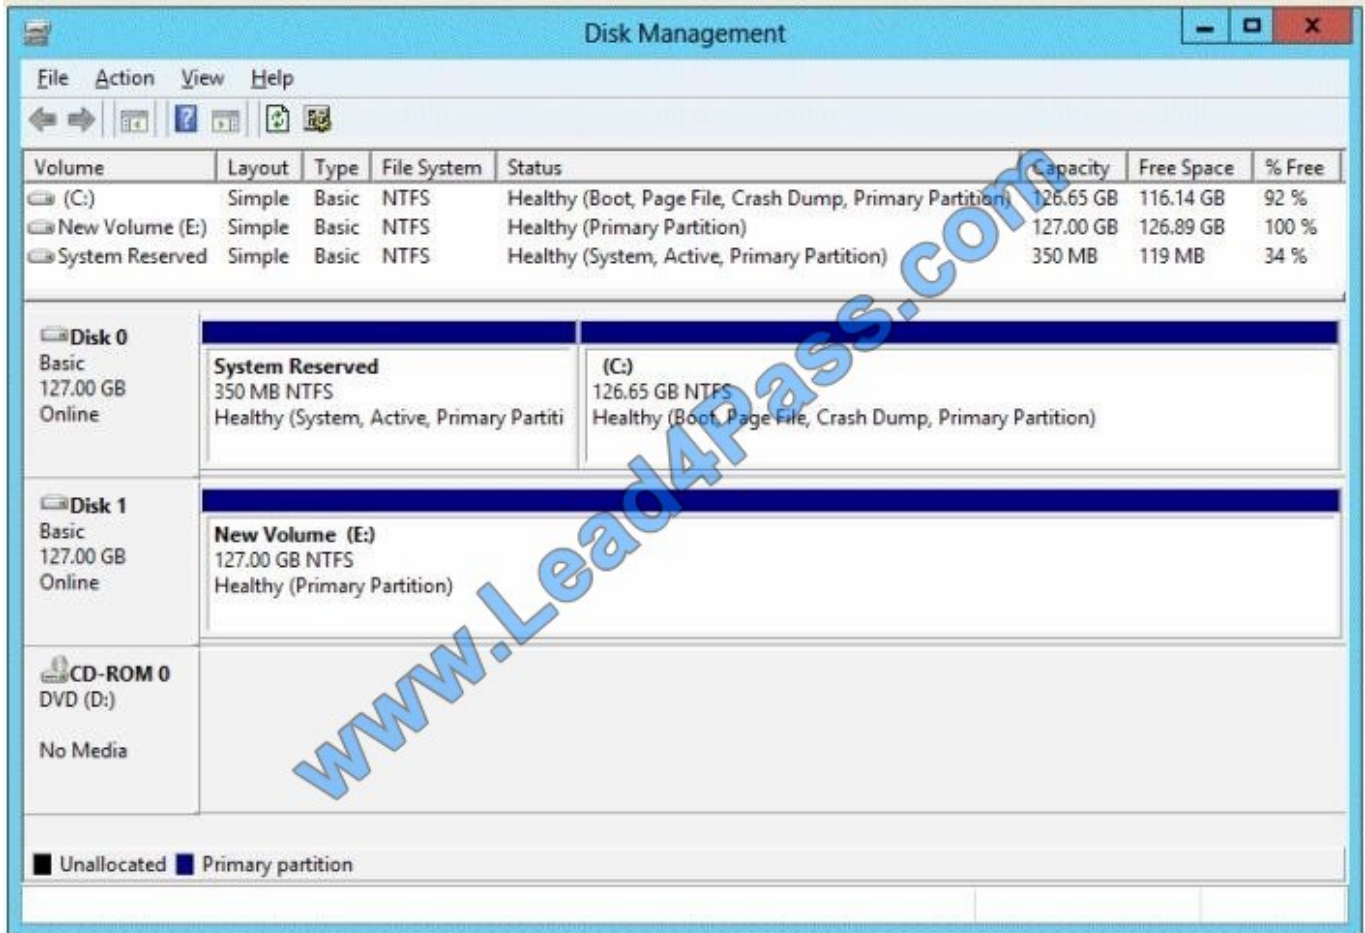 Disk Management
File Action View Help
Volume Layout Type File System Status Capacity Free Space % Free
(C:) Simple Basic NTFS Healthy (Boot, Page File, Crash Dump, Primary Partition) 126.65 GB 116.14 GB 92 %
New Volume (E:) Simple Basic NTFS Healthy (Primary Partition) 127.00 GB 126.89 GB 100 %
System Reserved Simple Basic NTFS Healthy (System, Active, Primary Partition) 350 MB 119 MB 34 %
Disk 0
Basic
127.00 GB
Online
System Reserved
350 MB NTFS
Healthy (System, Active, Primary Partiti
(C:)
126.65 GB NTFS
Healthy (Boot, Page File, Crash Dump, Primary Partition)
Disk 1
Basic
127.00 GB
Online
New Volume (E:)
127.00 GB NTFS
Healthy (Primary Partition)
CD-ROM 0
DVD (D:)
No Media
Unallocated Primary partition
www.Lead4Pass.com